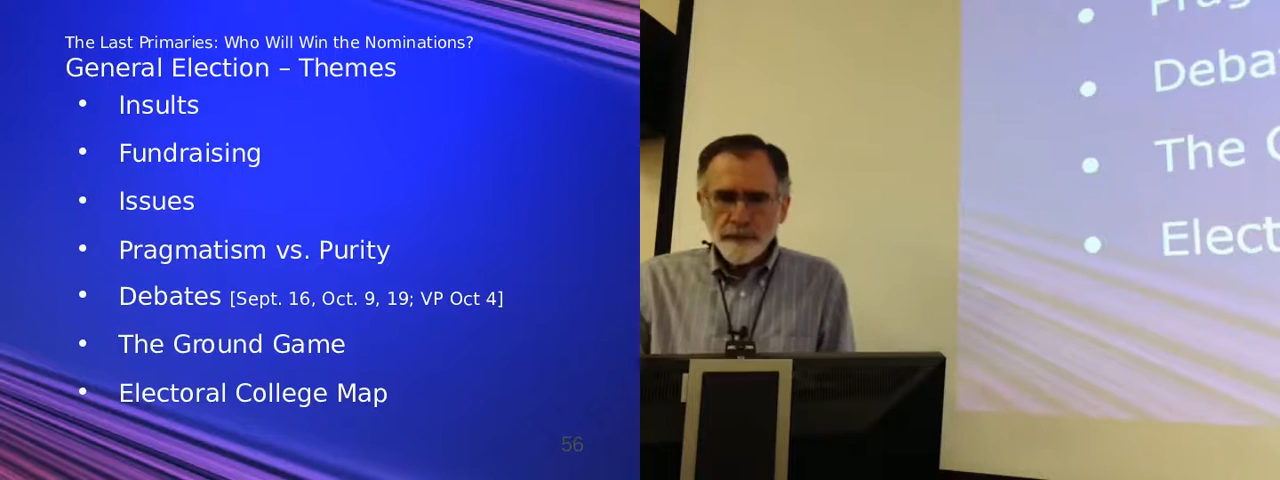 The Last Primaries: Who Will Win the Nominations?
General Election – Themes
• Insults
• Fundraising
• Issues
• Pragmatism vs. Purity
• Debates [Sept. 16, Oct. 9, 19; VP Oct 4]
• The Ground Game
• Electoral College Map
56
• Prag
• Deba
• The
• Elect